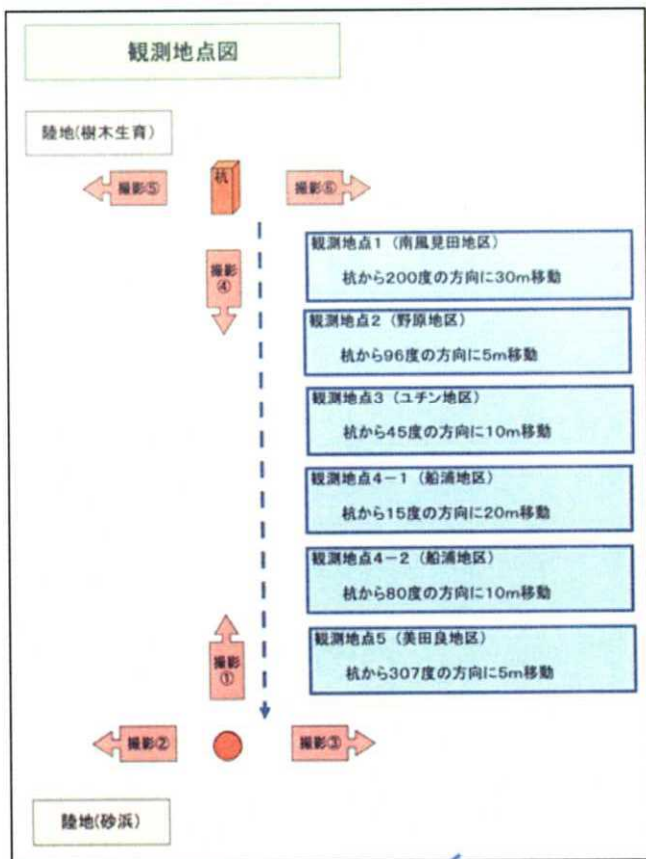 観測地点図
陸地(樹木生育)
撮影⑤
杭
撮影⑥
撮影
④
観測地点1 (南風見田地区)
杭から200度の方向に30m移動
観測地点2 (野原地区)
杭から96度の方向に5m移動
観測地点3 (ユチン地区)
杭から45度の方向に10m移動
観測地点4-1 (船浦地区)
杭から15度の方向に20m移動
観測地点4-2 (船浦地区)
杭から80度の方向に10m移動
観測地点5 (美田良地区)
杭から307度の方向に5m移動
撮影
①
撮影②
撮影③
陸地(砂浜)